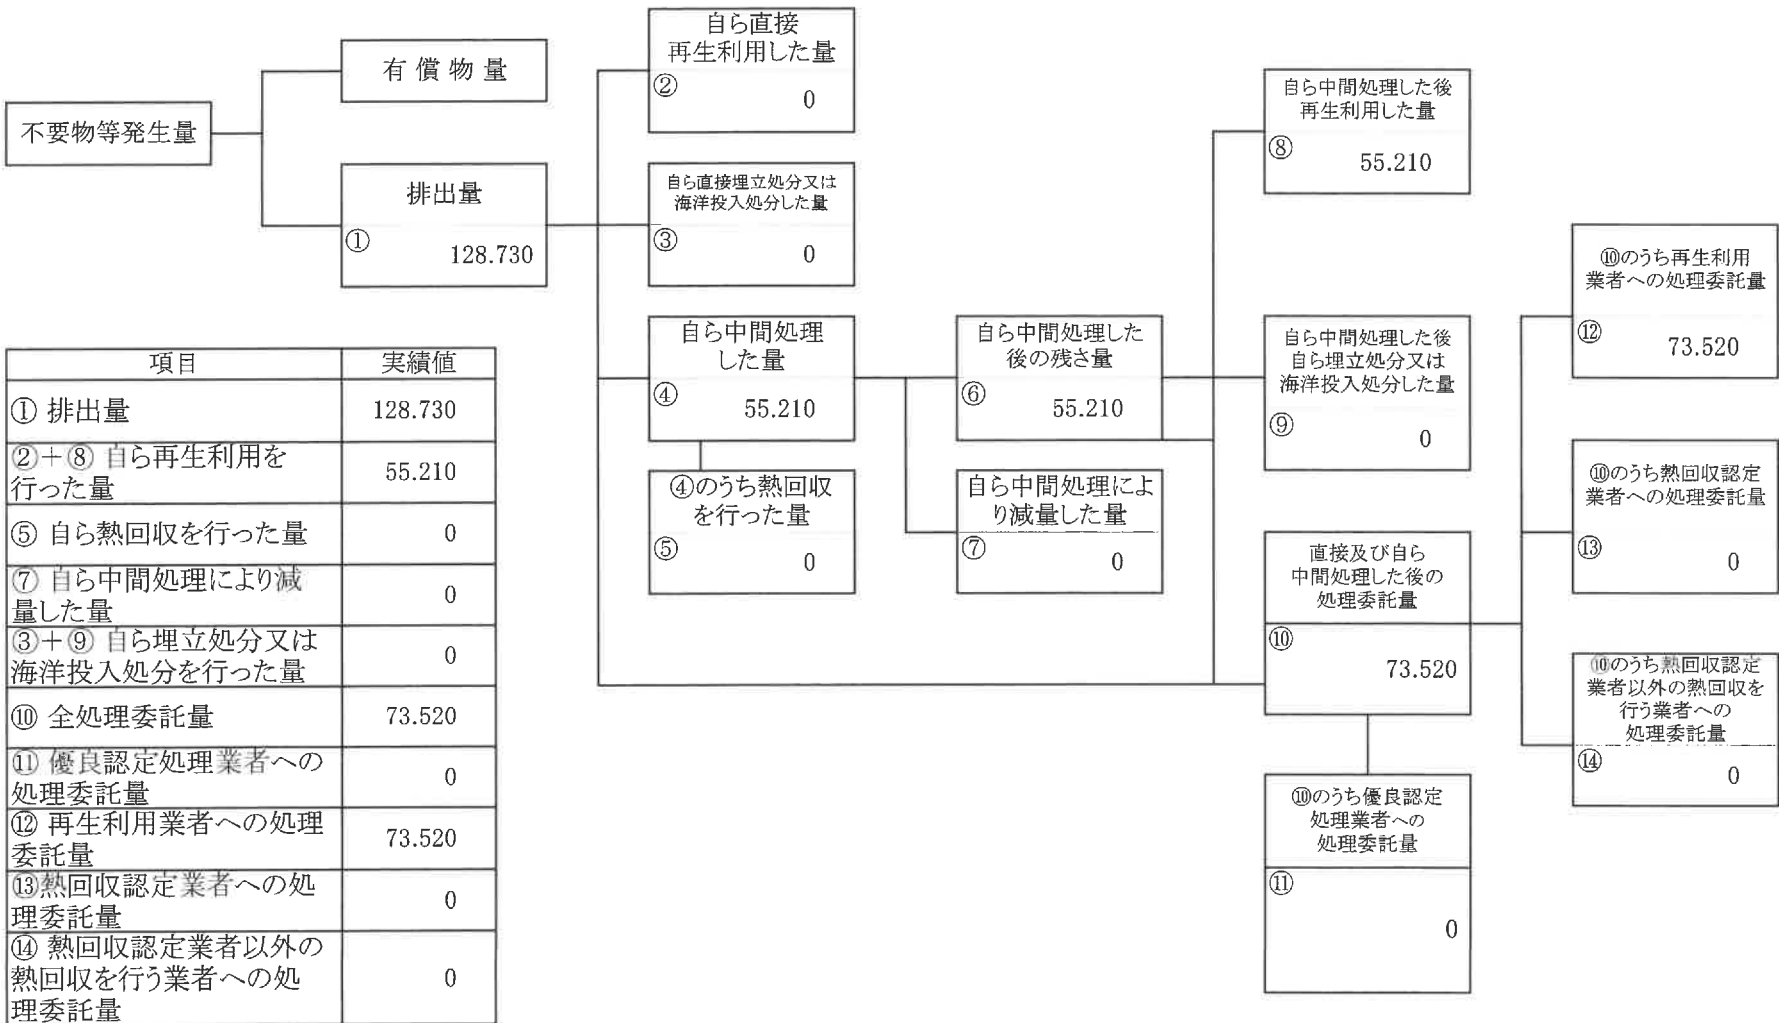 不要物等発生量
有償物量
排出量
①
128.730
自ら直接
再生利用した量
②
0
自ら直接埋立処分又は
海洋投入処分した量
③
0
自ら中間処理
した量
④
55.210
④のうち熱回収
を行った量
⑤
0
自ら中間処理した
後の残さ量
⑥
55.210
自ら中間処理によ
り減量した量
⑦
0
自ら中間処理した後
再生利用した量
⑧
55.210
自ら中間処理した後
自ら埋立処分又は
海洋投入処分した量
⑨
0
直接及び自ら
中間処理した後の
処理委託量
⑩
73.520
⑩のうち優良認定
処理業者への
処理委託量
⑪
0
⑩のうち再生利用
業者への処理委託量
⑫
73.520
⑩のうち熱回収認定
業者への処理委託量
⑬
0
⑩のうち熱回収認定
業者以外の熱回収を
行う業者への
処理委託量
⑭
0
項目 実績値
① 排出量 128.730
②＋⑧ 自ら再生利用を
行った量 55.210
⑤ 自ら熱回収を行った量 0
⑦ 自ら中間処理により減
量した量 0
③＋⑨ 自ら埋立処分又は
海洋投入処分を行った量 0
⑩ 全処理委託量 73.520
⑪ 優良認定処理業者への
処理委託量 0
⑫ 再生利用業者への処理
委託量 73.520
⑬熱回収認定業者への処
理委託量 0
⑭ 熱回収認定業者以外の
熱回収を行う業者への処
理委託量 0